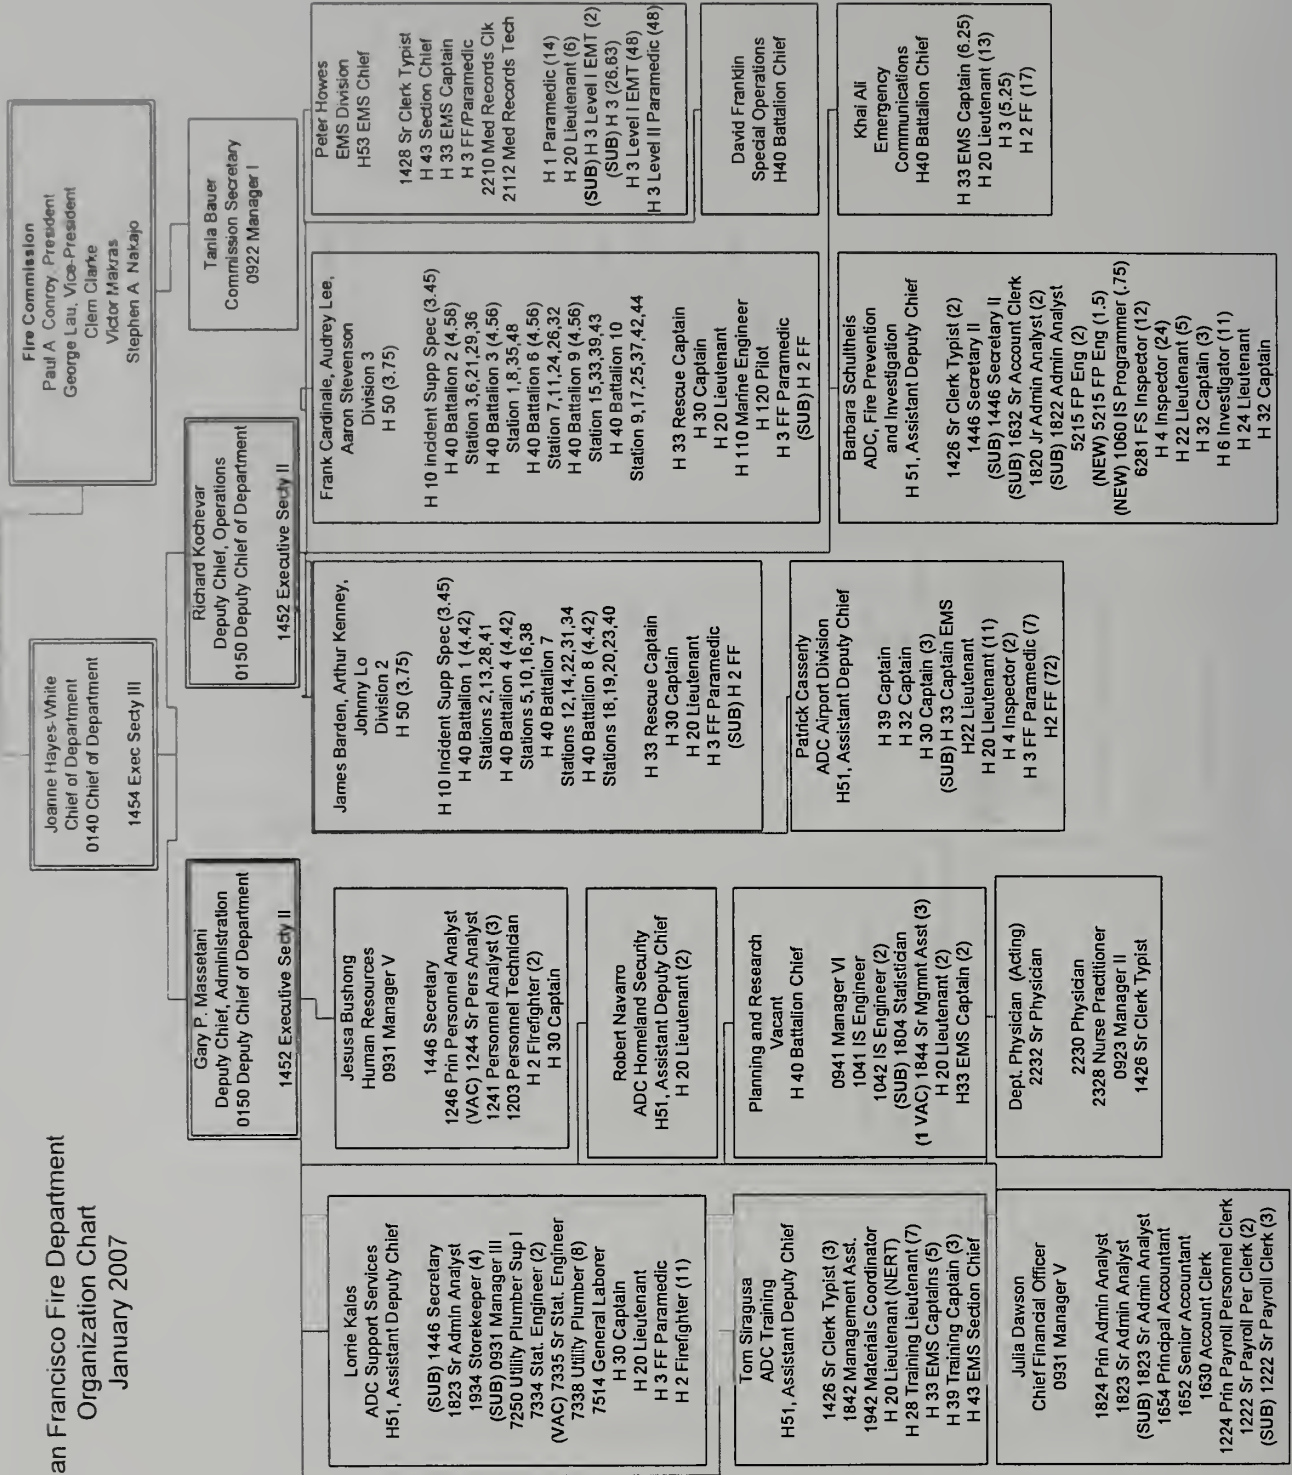 an Francisco Fire Department
Organization Chart
January 2007
Fire Commission
Paul A Conroy, President
George Lau, Vice-President
Clem Clarke
Victor Makras
Stephen A Nakajo
Tania Bauer
Commission Secretary
0922 Manager I
Joanne Hayes-White
Chief of Department
0140 Chief of Department
1454 Exec Secty III
Gary P. Massetani
Deputy Chief, Administration
0150 Deputy Chief of Department
1452 Executive Secty II
Richard Kochevar
Deputy Chief, Operations
0150 Deputy Chief of Department
1452 Executive Secty II
Lorrie Kalos
ADC Support Services
H51, Assistant Deputy Chief
(SUB) 1446 Secretary
1823 Sr Admin Analyst
1934 Storekeeper (4)
(SUB) 0931 Manager III
7250 Utility Plumber Sup I
7334 Stat. Engineer (2)
(VAC) 7335 Sr Stat. Engineer
7338 Utility Plumber (8)
7514 General Laborer
H 30 Captain
H 20 Lieutenant
H 3 FF Paramedic
H 2 Firefighter (11)
Tom Siragusa
ADC Training
H51, Assistant Deputy Chief
1426 Sr Clerk Typist (3)
1842 Management Asst.
1942 Materials Coordinator
H 20 Lieutenant (NERT)
H 28 Training Lieutenant (7)
H 33 EMS Captains (5)
H 39 Training Captain (3)
H 43 EMS Section Chief
Julia Dawson
Chief Financial Officer
0931 Manager V
1824 Prin Admin Analyst
1823 Sr Admin Analyst
(SUB) 1823 Sr Admin Analyst
1654 Principal Accountant
1652 Senior Accountant
1630 Account Clerk
1224 Prin Payroll Personnel Clerk
1222 Sr Payroll Per Clerk (2)
(SUB) 1222 Sr Payroll Clerk (3)
Jesusa Bushong
Human Resources
0931 Manager V
1446 Secretary
1246 Prin Personnel Analyst
(VAC) 1244 Sr Pers Analyst
1241 Personnel Analyst (3)
1203 Personnel Technician
H 2 Firefighter (2)
H 30 Captain
Robert Navarro
ADC Homeland Security
H51, Assistant Deputy Chief
H 20 Lieutenant (2)
Planning and Research
Vacant
H 40 Battalion Chief
0941 Manager VI
1041 IS Engineer
1042 IS Engineer (2)
(SUB) 1804 Statistician
(1 VAC) 1844 Sr Mgmnt Asst (3)
H 20 Lieutenant (2)
H33 EMS Captain (2)
Dept. Physician (Acting)
2232 Sr Physician
2230 Physician
2328 Nurse Practitioner
0923 Manager II
1426 Sr Clerk Typist
James Barden, Arthur Kenney,
Johnny Lo
Division 2
H 50 (3.75)
H 10 Incident Supp Spec (3.45)
H 40 Battalion 1 (4.42)
Stations 2,13,28,41
H 40 Battalion 4 (4.42)
Stations 5,10,16,38
H 40 Battalion 7
Stations 12,14,22,31,34
H 40 Battalion 8 (4.42)
Stations 18,19,20,23,40
H 33 Rescue Captain
H 30 Captain
H 20 Lieutenant
H 3 FF Paramedic
(SUB) H 2 FF
Patrick Casserly
ADC Airport Division
H51, Assistant Deputy Chief
H 39 Captain
H 32 Captain
H 30 Captain (3)
(SUB) H 33 Captain EMS
H22 Lieutenant
H 20 Lieutenant (11)
H 4 Inspector (2)
H 3 FF Paramedic (7)
H2 FF (72)
Frank Cardinale, Audrey Lee,
Aaron Stevenson
Division 3
H 50 (3.75)
H 10 Incident Supp Spec (3.45)
H 40 Battalion 2 (4.58)
Station 3,6,21,29,36
H 40 Battalion 3 (4.56)
Station 1,8,35,48
H 40 Battalion 6 (4.56)
Station 7,11,24,26,32
H 40 Battalion 9 (4.56)
Station 15,33,39,43
H 40 Battalion 10
Station 9,17,25,37,42,44
H 33 Rescue Captain
H 30 Captain
H 20 Lieutenant
H 110 Marine Engineer
H 120 Pilot
H 3 FF Paramedic
(SUB) H 2 FF
Barbara Schultheis
ADC, Fire Prevention
and Investigation
H 51, Assistant Deputy Chief
1426 Sr Clerk Typist (2)
1446 Secretary II
(SUB) 1446 Secretary II
(SUB) 1632 Sr Account Clerk
1820 Jr Admin Analyst (2)
(SUB) 1822 Admin Analyst
5215 FP Eng (2)
(NEW) 5215 FP Eng (1.5)
(NEW) 1060 IS Programmer (.75)
6281 FS Inspector (12)
H 4 Inspector (24)
H 22 Lieutenant (5)
H 32 Captain (3)
H 6 Investigator (11)
H 24 Lieutenant
H 32 Captain
Peter Howes
EMS Division
H53 EMS Chief
1428 Sr Clerk Typist
H 43 Section Chief
H 33 EMS Captain
H 3 FF/Paramedic
2210 Med Records Clk
2112 Med Records Tech
H 1 Paramedic (14)
H 20 Lieutenant (6)
(SUB) H 3 Level I EMT (2)
(SUB) H 3 (26.63)
H 3 Level I EMT (48)
H 3 Level II Paramedic (48)
David Franklin
Special Operations
H40 Battalion Chief
Khai Ali
Emergency
Communications
H40 Battalion Chief
H 33 EMS Captain (6.25)
H 20 Lieutenant (13)
H 3 (5.25)
H 2 FF (17)